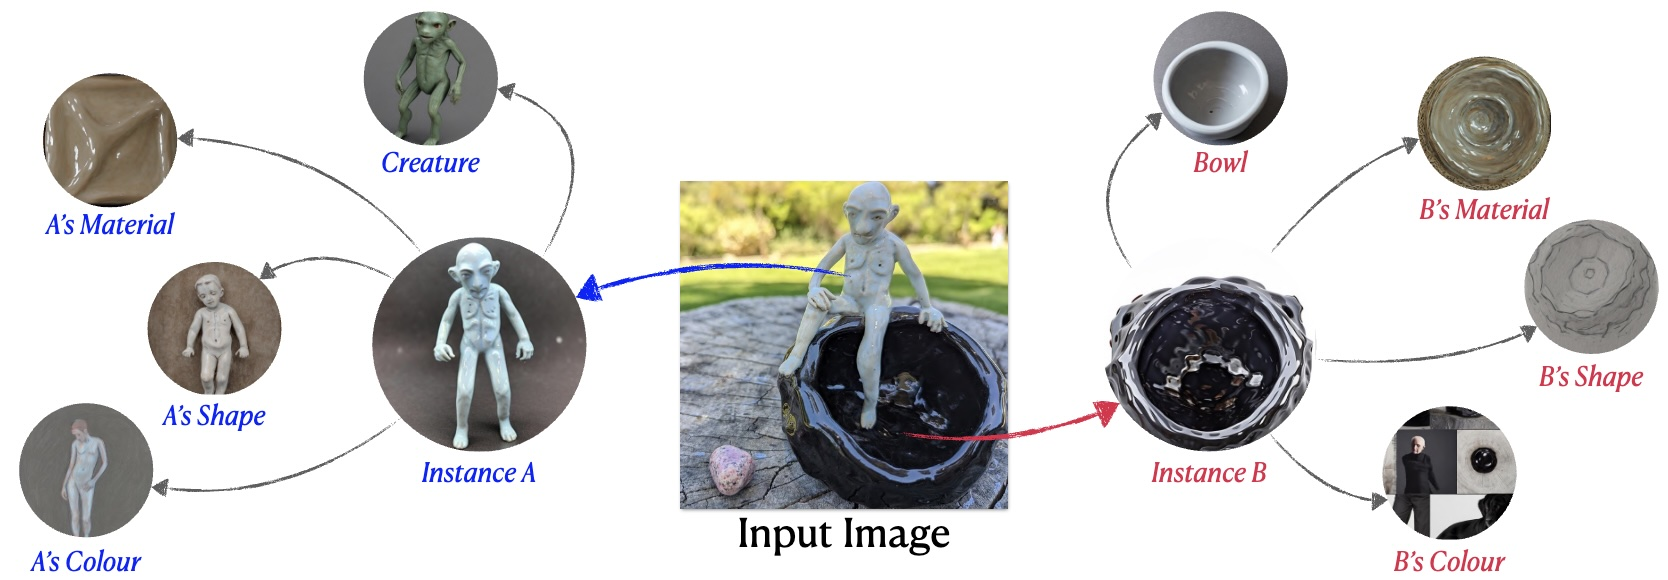 Creature
Bowl
A's Material
B's Material
A's Shape
B's Shape
Instance A
Instance B
Input Image
A's Colour
B's Colour